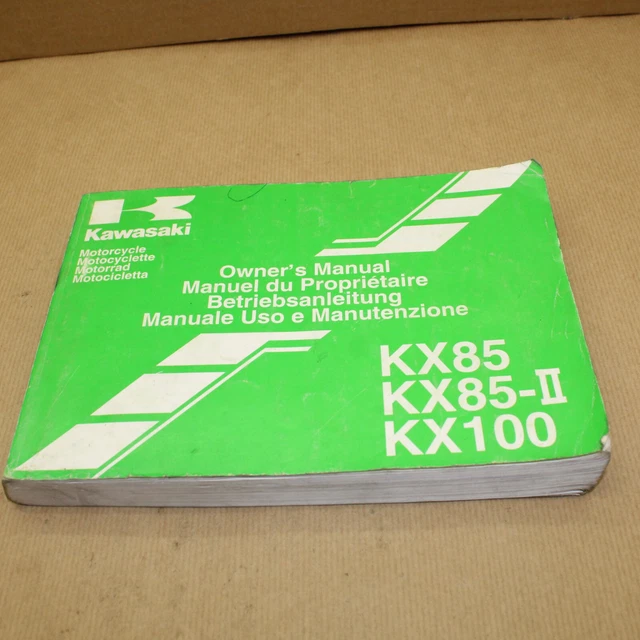 Kawasaki
Motorcycle
Motocyclette
Motorrad
Motocicletta
Owner's Manual
Manuel du Propriétaire
Betriebsanleitung
Manuale Uso e Manutenzione
KX85
KX85-II
KX100